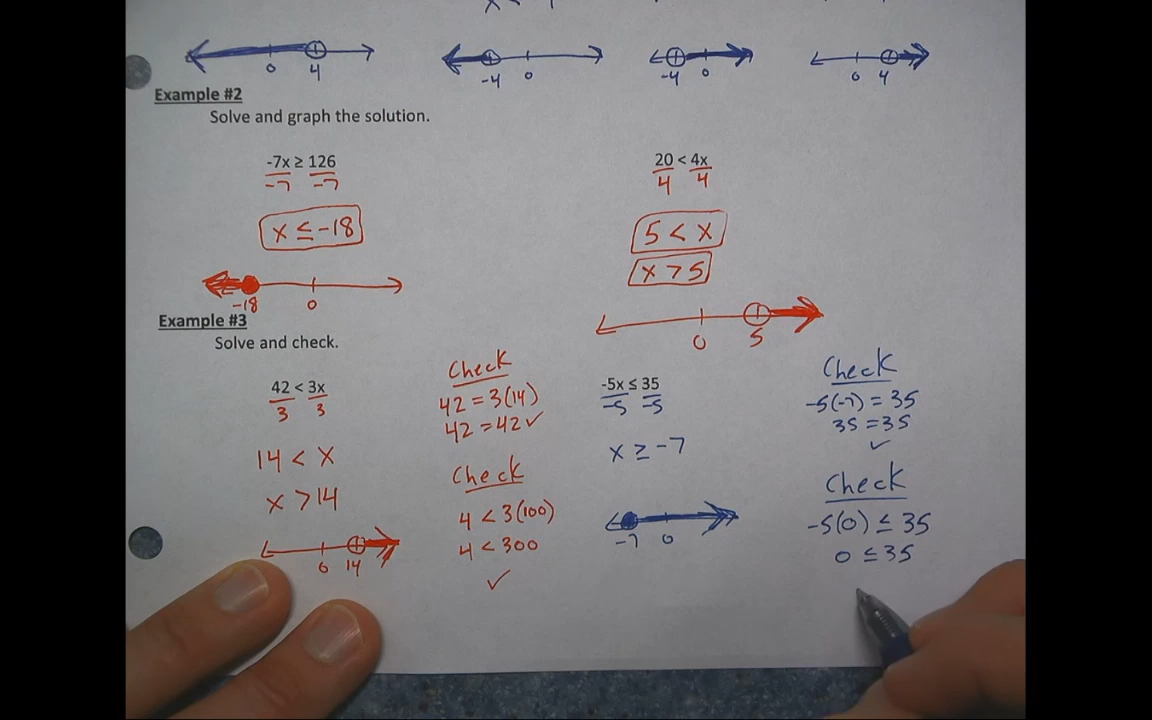 0 4
-4 0
-4 0
0 4
Example #2
Solve and graph the solution.
-7x ≥ 126
-7 -7
x ≤ -18
-18 0
20 < 4x
4 4
5 < x
x > 5
0 5
Example #3
Solve and check.
42 < 3x
3 3
14 < x
x > 14
0 14
Check
42 = 3(14)
42 = 42 ✓
Check
4 < 3(100)
4 < 300
✓
-5x ≤ 35
-5 -5
x ≥ -7
-7 0
Check
-5(-7) = 35
35 = 35
✓
Check
-5(0) ≤ 35
0 ≤ 35